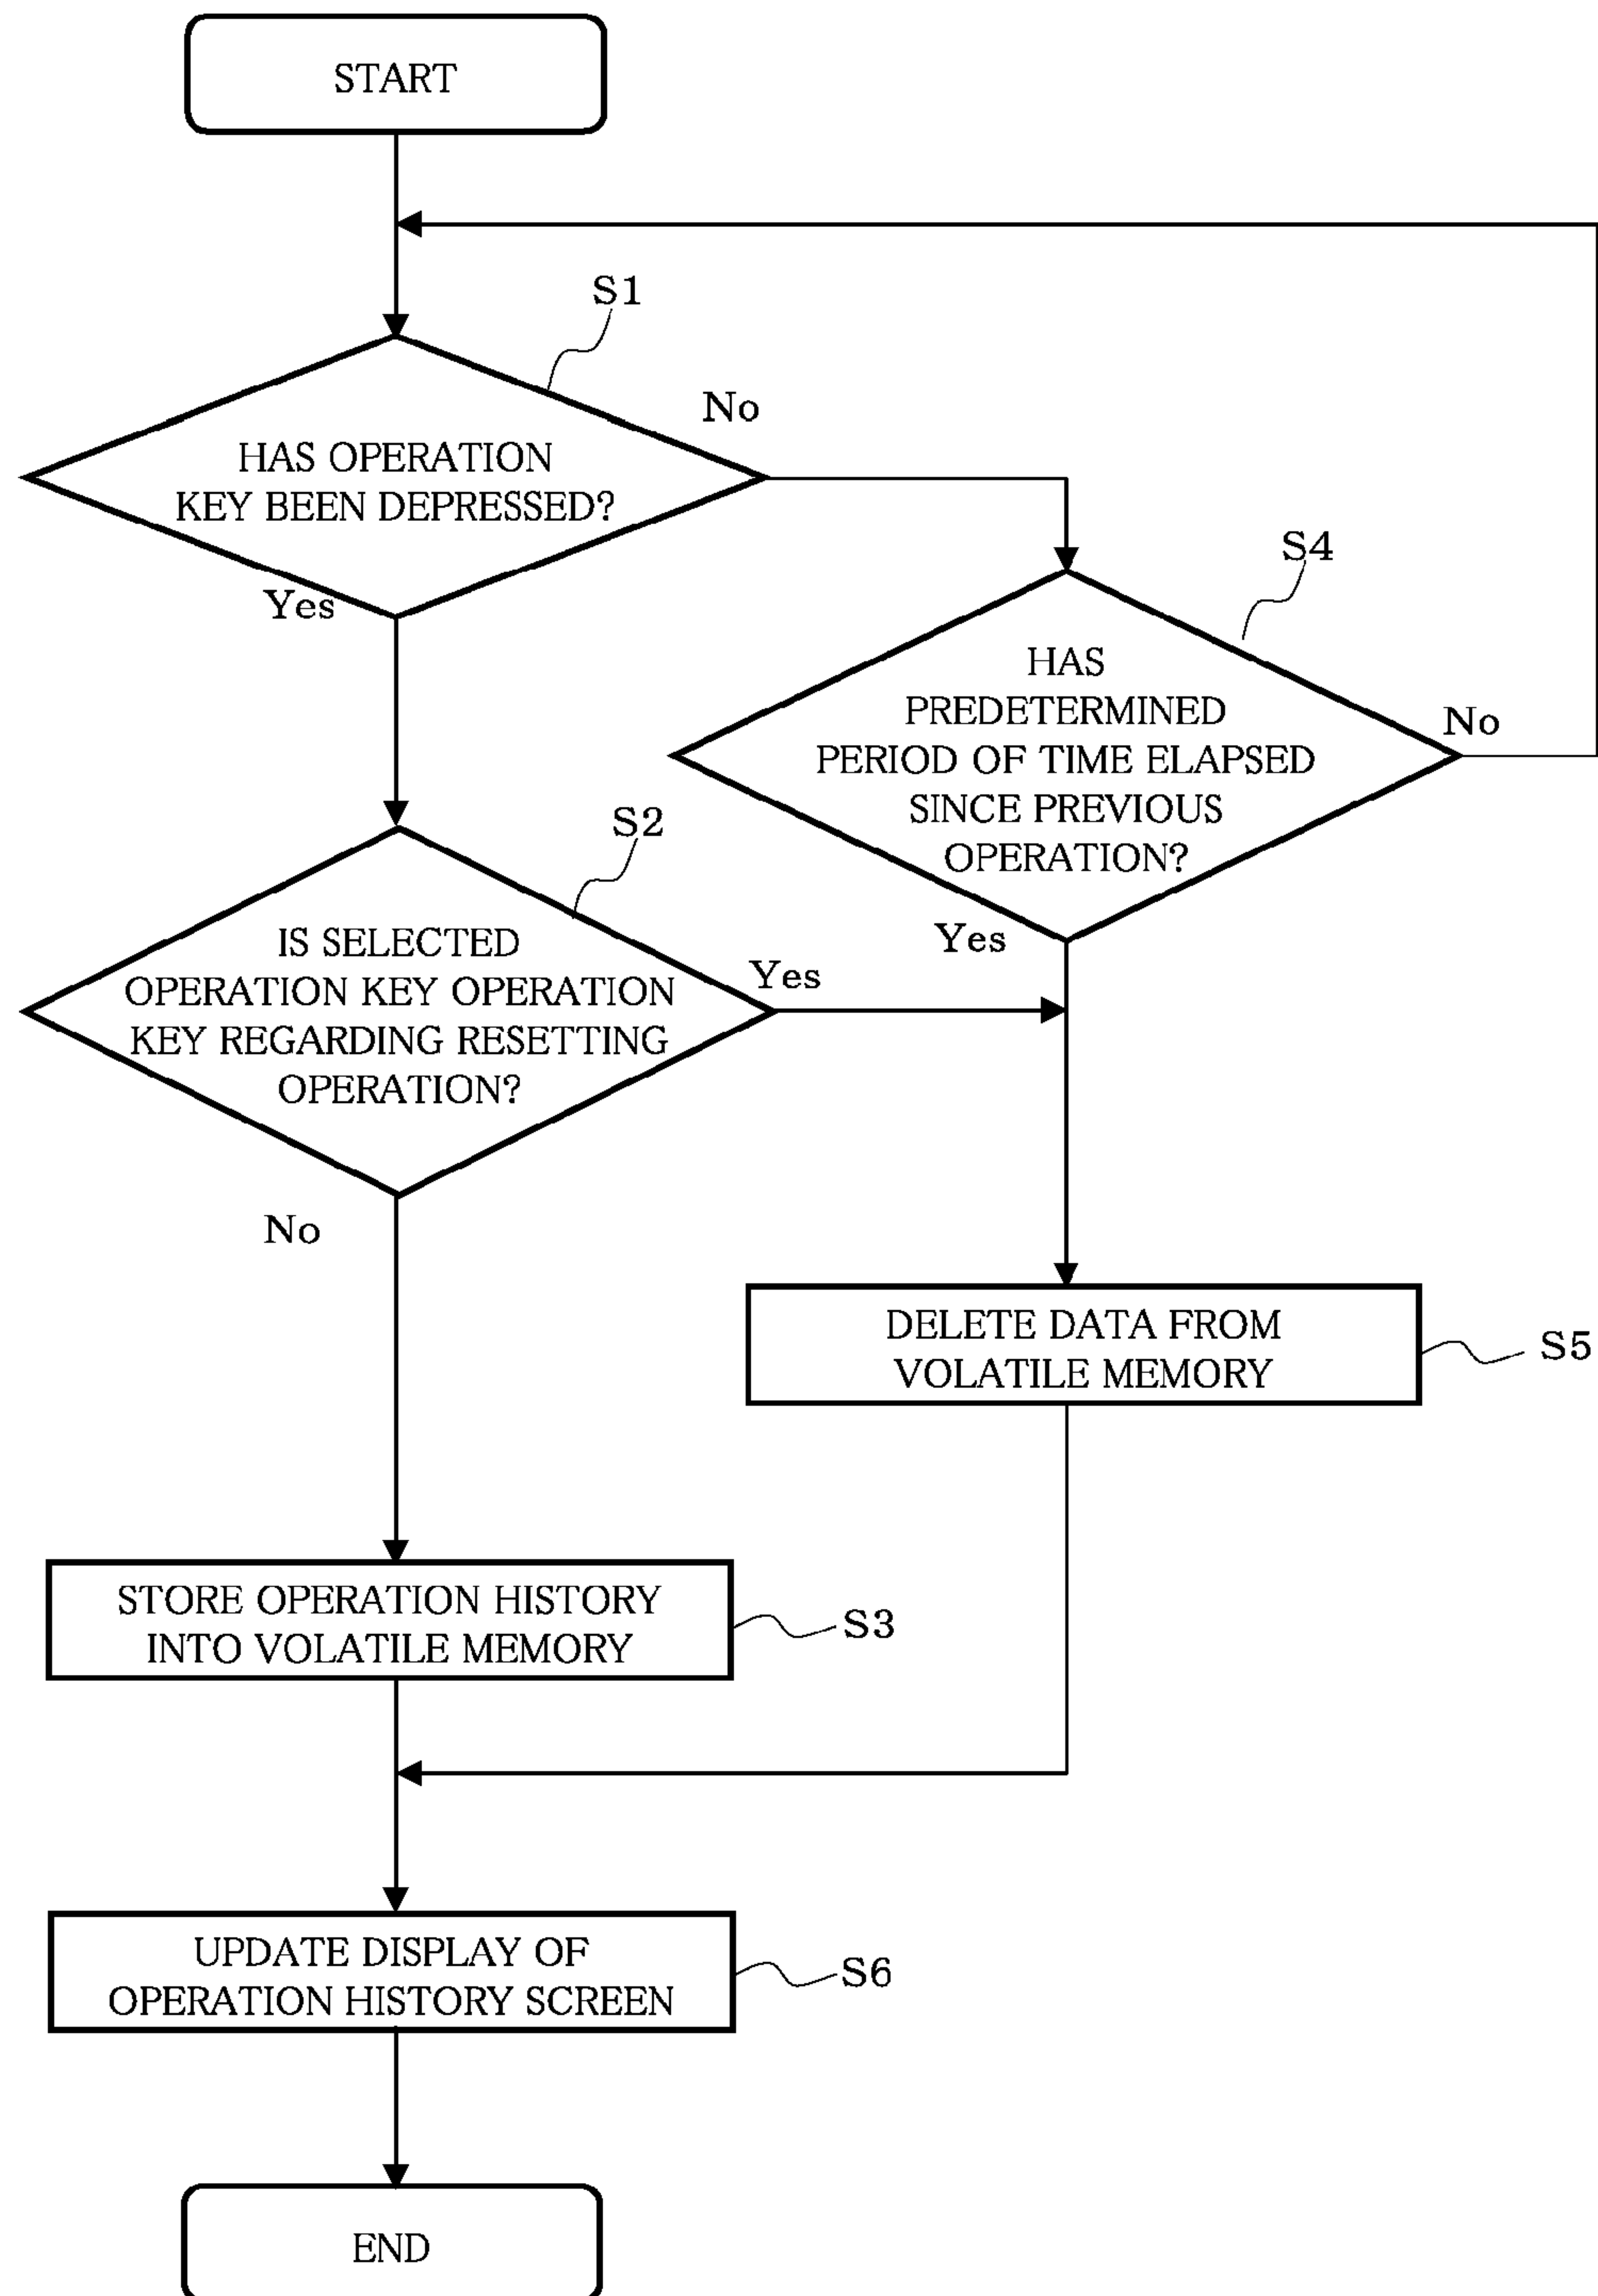 START
S1
No
HAS OPERATION
KEY BEEN DEPRESSED?
Yes
S4
HAS
PREDETERMINED
PERIOD OF TIME ELAPSED
SINCE PREVIOUS
OPERATION?
No
Yes
S2
IS SELECTED
OPERATION KEY OPERATION
KEY REGARDING RESETTING
OPERATION?
Yes
No
DELETE DATA FROM
VOLATILE MEMORY
S5
STORE OPERATION HISTORY
INTO VOLATILE MEMORY
S3
UPDATE DISPLAY OF
OPERATION HISTORY SCREEN
S6
END